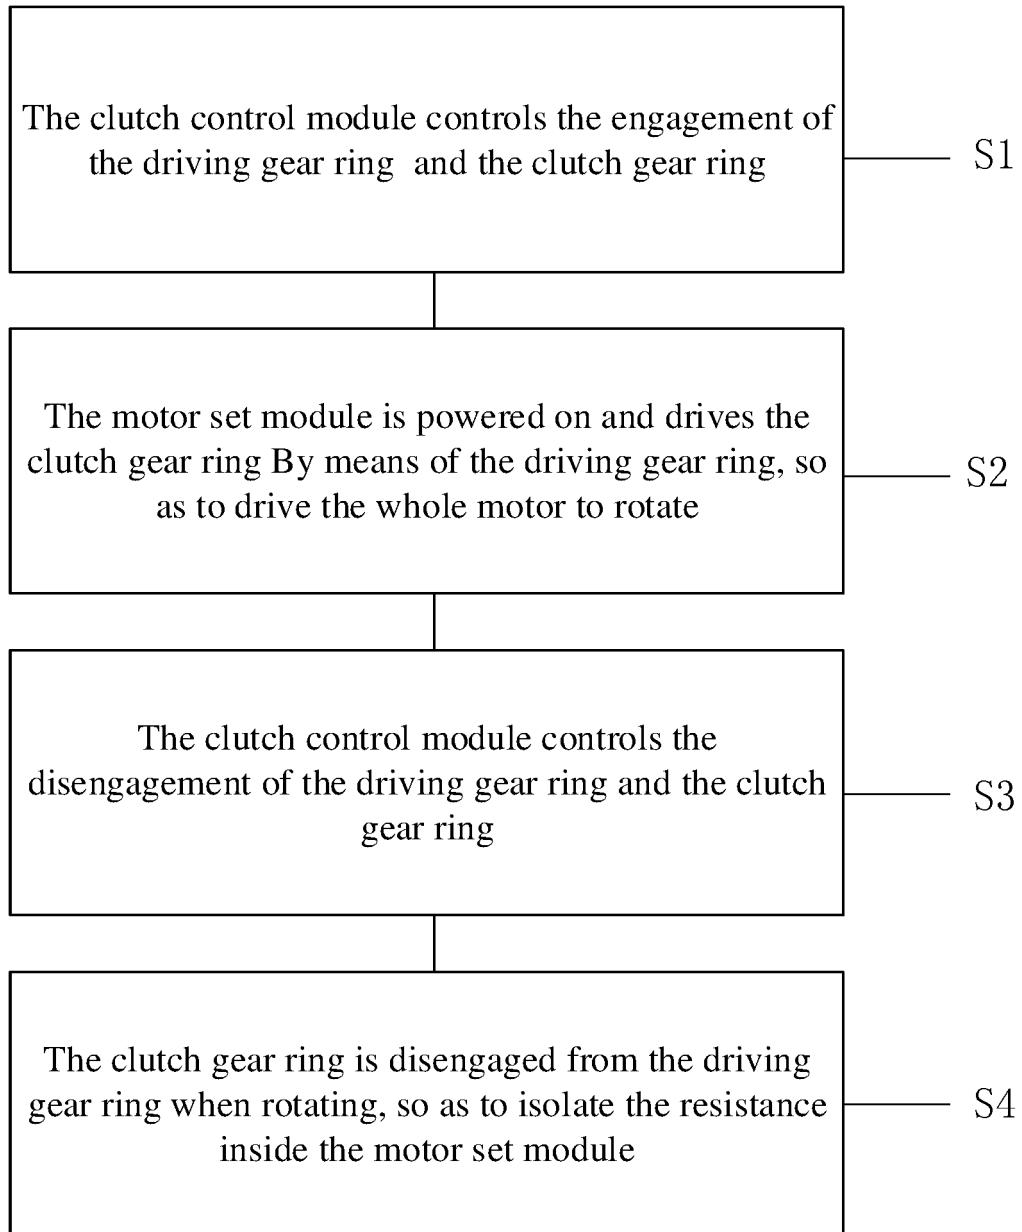 The clutch control module controls the engagement of
the driving gear ring and the clutch gear ring
S1
The motor set module is powered on and drives the
clutch gear ring By means of the driving gear ring, so
as to drive the whole motor to rotate
S2
The clutch control module controls the
disengagement of the driving gear ring and the clutch
gear ring
S3
The clutch gear ring is disengaged from the driving
gear ring when rotating, so as to isolate the resistance
inside the motor set module
S4